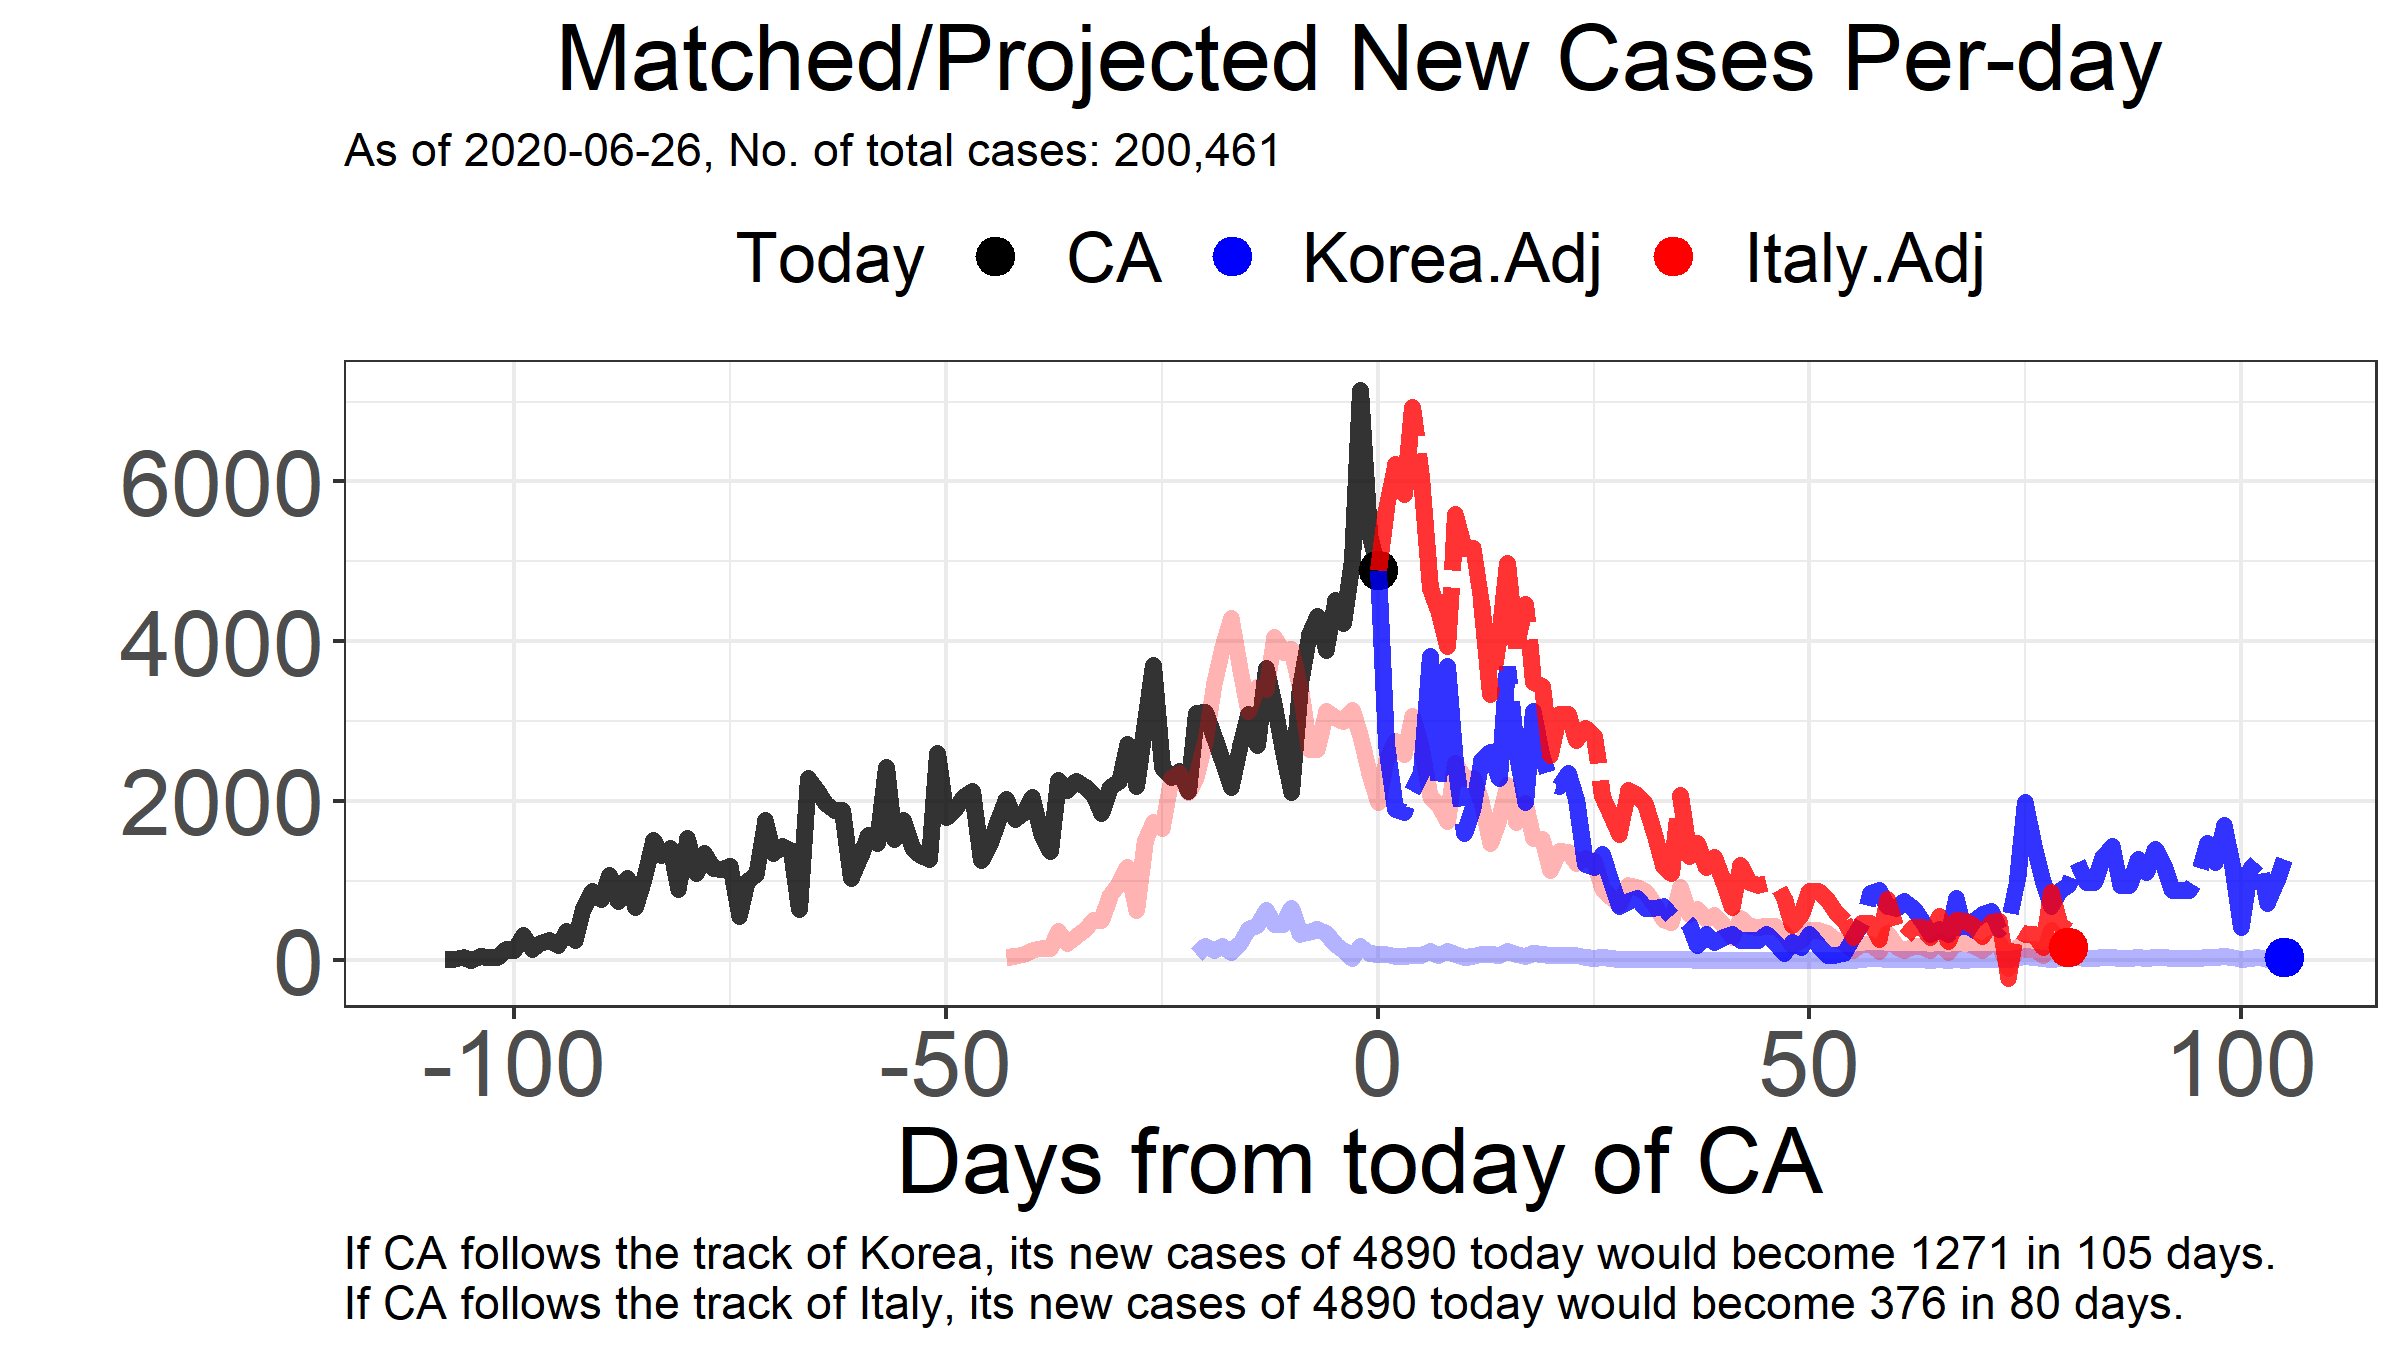 Matched/Projected New Cases Per-day
As of 2020-06-26, No. of total cases: 200,461
Today CA Korea.Adj Italy.Adj
6000
4000
2000
0
-100 -50 0 50 100
Days from today of CA
If CA follows the track of Korea, its new cases of 4890 today would become 1271 in 105 days.
If CA follows the track of Italy, its new cases of 4890 today would become 376 in 80 days.